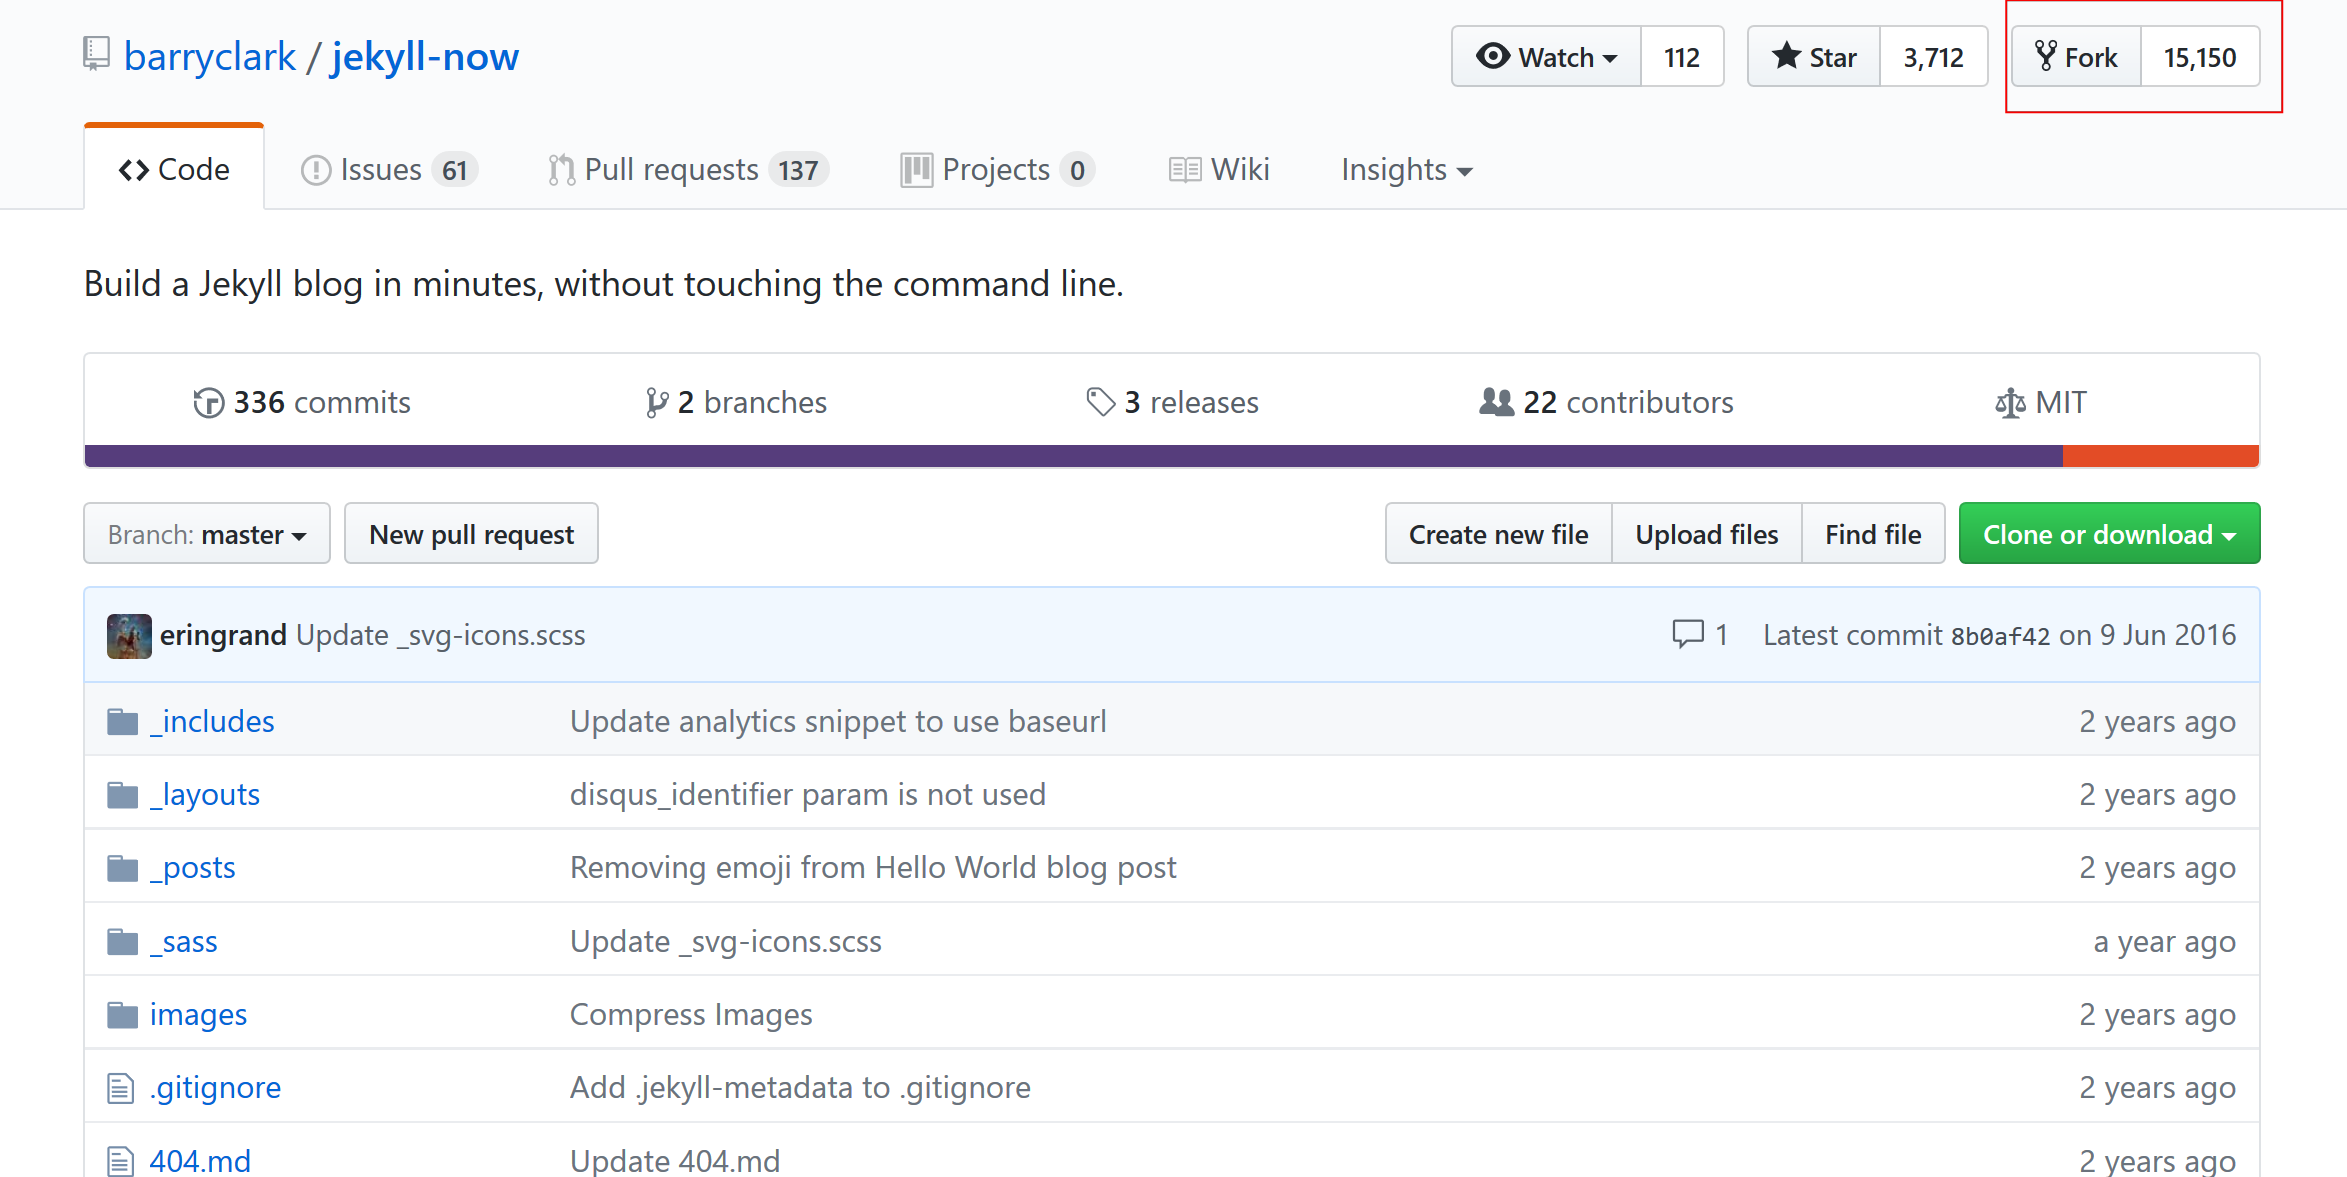 barryclark / jekyll-now Watch 112 Star 3,712 Fork 15,150
Code Issues 61 Pull requests 137 Projects 0 Wiki Insights
Build a Jekyll blog in minutes, without touching the command line.
336 commits 2 branches 3 releases 22 contributors MIT
Branch: master New pull request Create new file Upload files Find file Clone or download
eringrand Update _svg-icons.scss 1 Latest commit 8b0af42 on 9 Jun 2016
_includes Update analytics snippet to use baseurl 2 years ago
_layouts disqus_identifier param is not used 2 years ago
_posts Removing emoji from Hello World blog post 2 years ago
_sass Update _svg-icons.scss a year ago
images Compress Images 2 years ago
.gitignore Add .jekyll-metadata to .gitignore 2 years ago
404.md Update 404.md 2 years ago